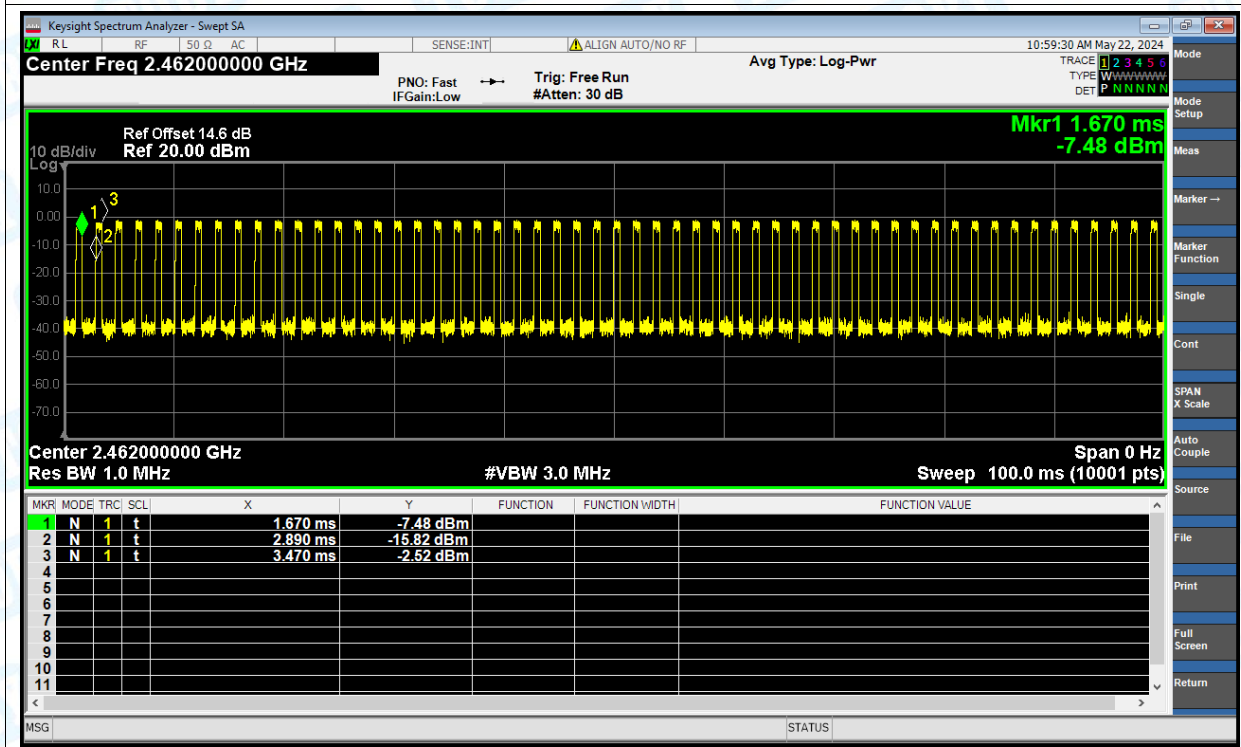 Keysight Spectrum Analyzer - Swept SA
LXI RL RF 50 Ω AC SENSE:INT ALIGN AUTO/NO RF 10:59:30 AM May 22, 2024
Center Freq 2.462000000 GHz
PNO: Fast
IFGain:Low
Trig: Free Run
#Atten: 30 dB
Avg Type: Log-Pwr
TRACE 1 2 3 4 5 6
TYPE WWWWWW
DET P N N N N N
Mkr1 1.670 ms
-7.48 dBm
Ref Offset 14.6 dB
10 dB/div Ref 20.00 dBm
Log
10.0
0.00
-10.0
-20.0
-30.0
-40.0
-50.0
-60.0
-70.0
1
2
3
Center 2.462000000 GHz Span 0 Hz
Res BW 1.0 MHz #VBW 3.0 MHz Sweep 100.0 ms (10001 pts)
MKR MODE TRC SCL X Y FUNCTION FUNCTION WIDTH FUNCTION VALUE
1 N 1 t 1.670 ms -7.48 dBm
2 N 1 t 2.890 ms -15.82 dBm
3 N 1 t 3.470 ms -2.52 dBm
4
5
6
7
8
9
10
11
MSG STATUS
Mode
Mode
Setup
Meas
Marker →
Marker
Function
Single
Cont
SPAN
X Scale
Auto
Couple
Source
File
Print
Full
Screen
Return